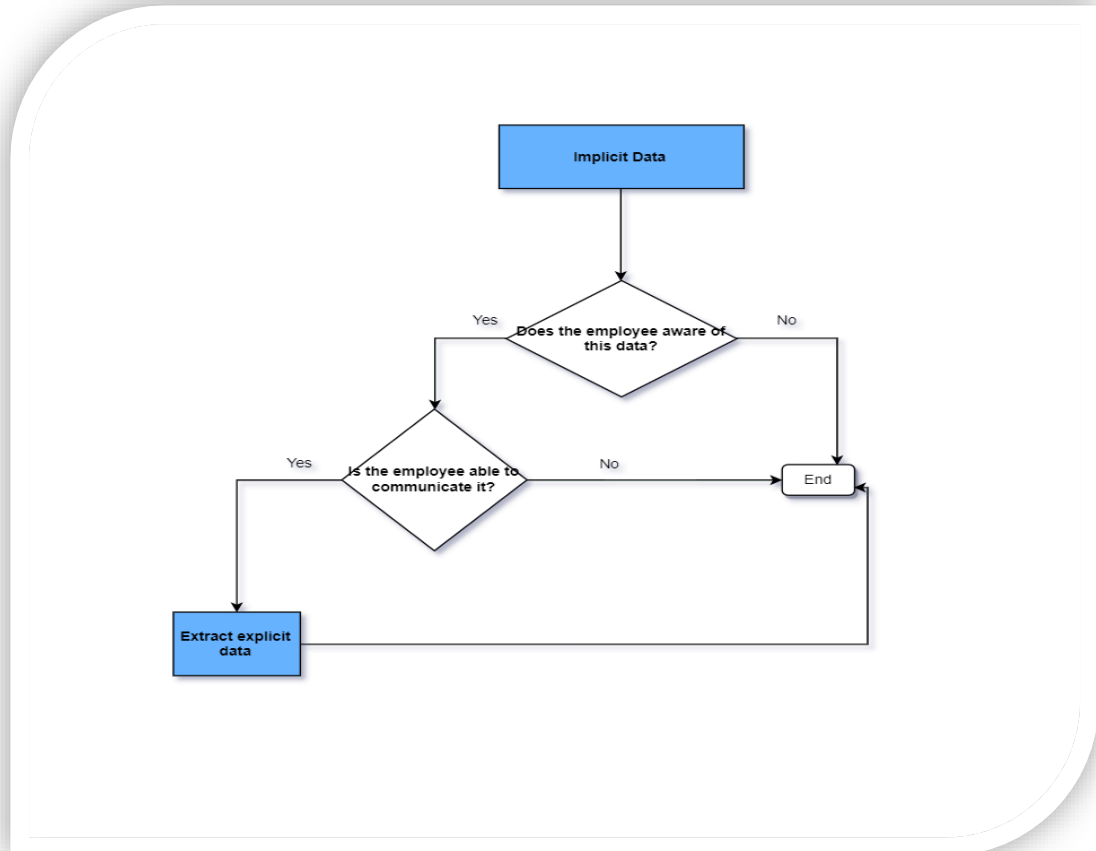 Implicit Data
Yes
Does the employee aware of
this data?
No
Yes
Is the employee able to
communicate it?
No
End
Extract explicit
data